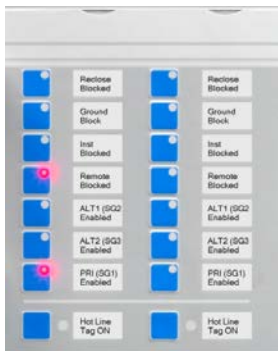 Reclose
Blocked
Reclose
Blocked
Ground
Block
Ground
Block
Inst
Blocked
Inst
Blocked
Remote
Blocked
Remote
Blocked
ALT1 (SG2
Enabled
ALT1 (SG2
Enabled
ALT2 (SG3
Enabled
ALT2 (SG3
Enabled
PRI (SG1)
Enabled
PRI (SG1)
Enabled
Hot Line
Tag ON
Hot Line
Tag ON